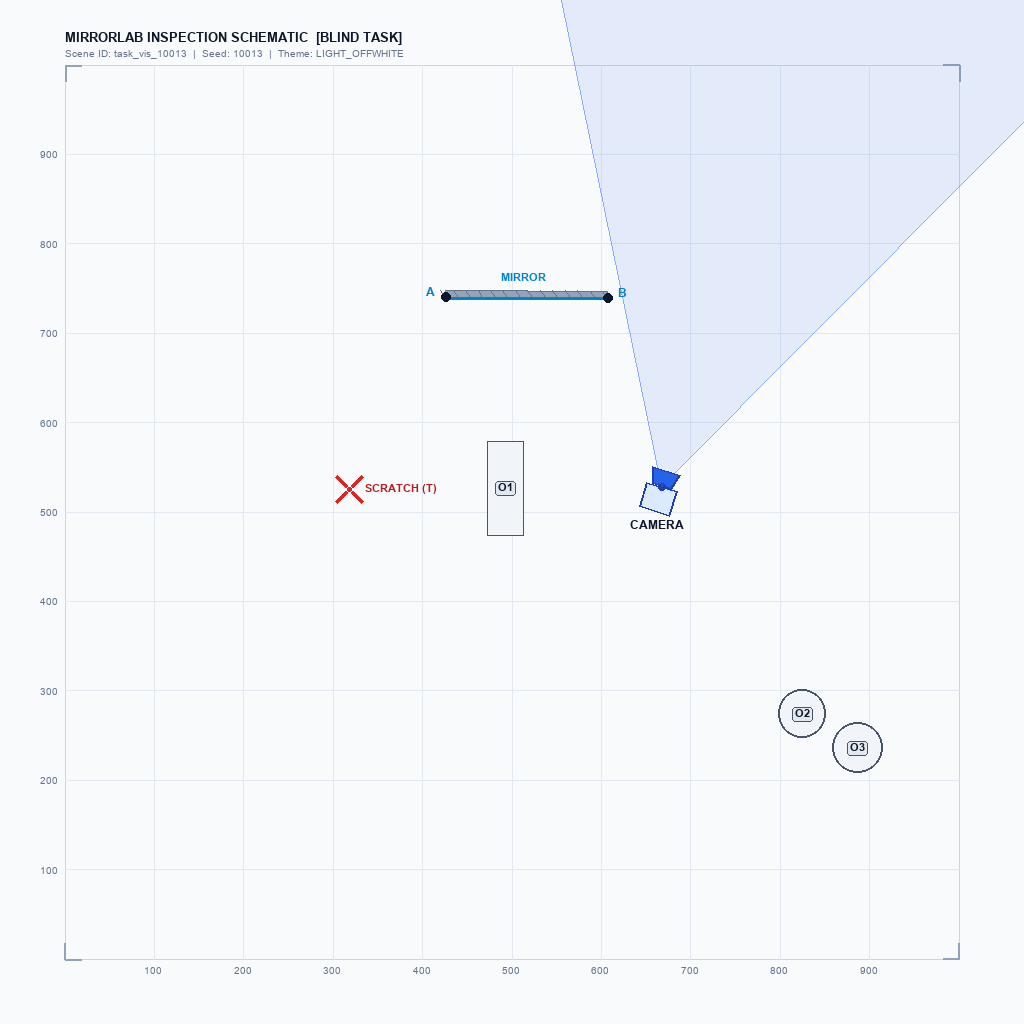 MIRRORLAB INSPECTION SCHEMATIC  [BLIND TASK]
Scene ID: task_vis_10013  |  Seed: 10013  |  Theme: LIGHT_OFFWHITE
900
800
MIRROR
A
B
700
600
O1
SCRATCH (T)
500
CAMERA
400
300
O2
O3
200
100
100 200 300 400 500 600 700 800 900